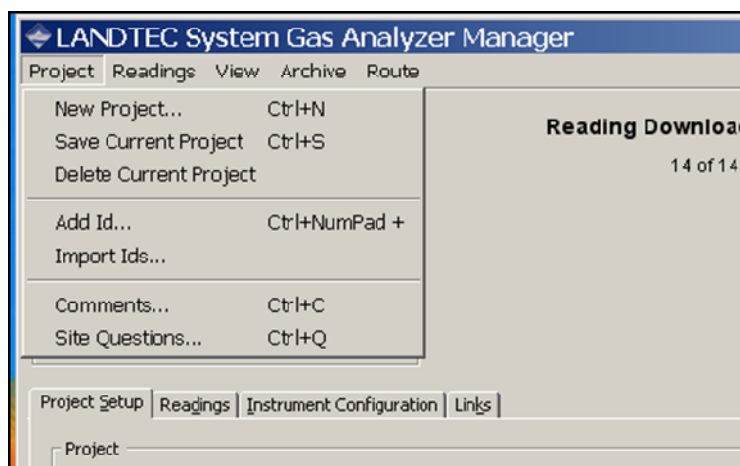 LANDTEC System Gas Analyzer Manager
Project Readings View Archive Route
New Project... Ctrl+N
Save Current Project Ctrl+S
Delete Current Project
Add Id... Ctrl+NumPad +
Import Ids...
Comments... Ctrl+C
Site Questions... Ctrl+Q
Reading Downloa
14 of 14
Project Setup Readings Instrument Configuration Links
Project